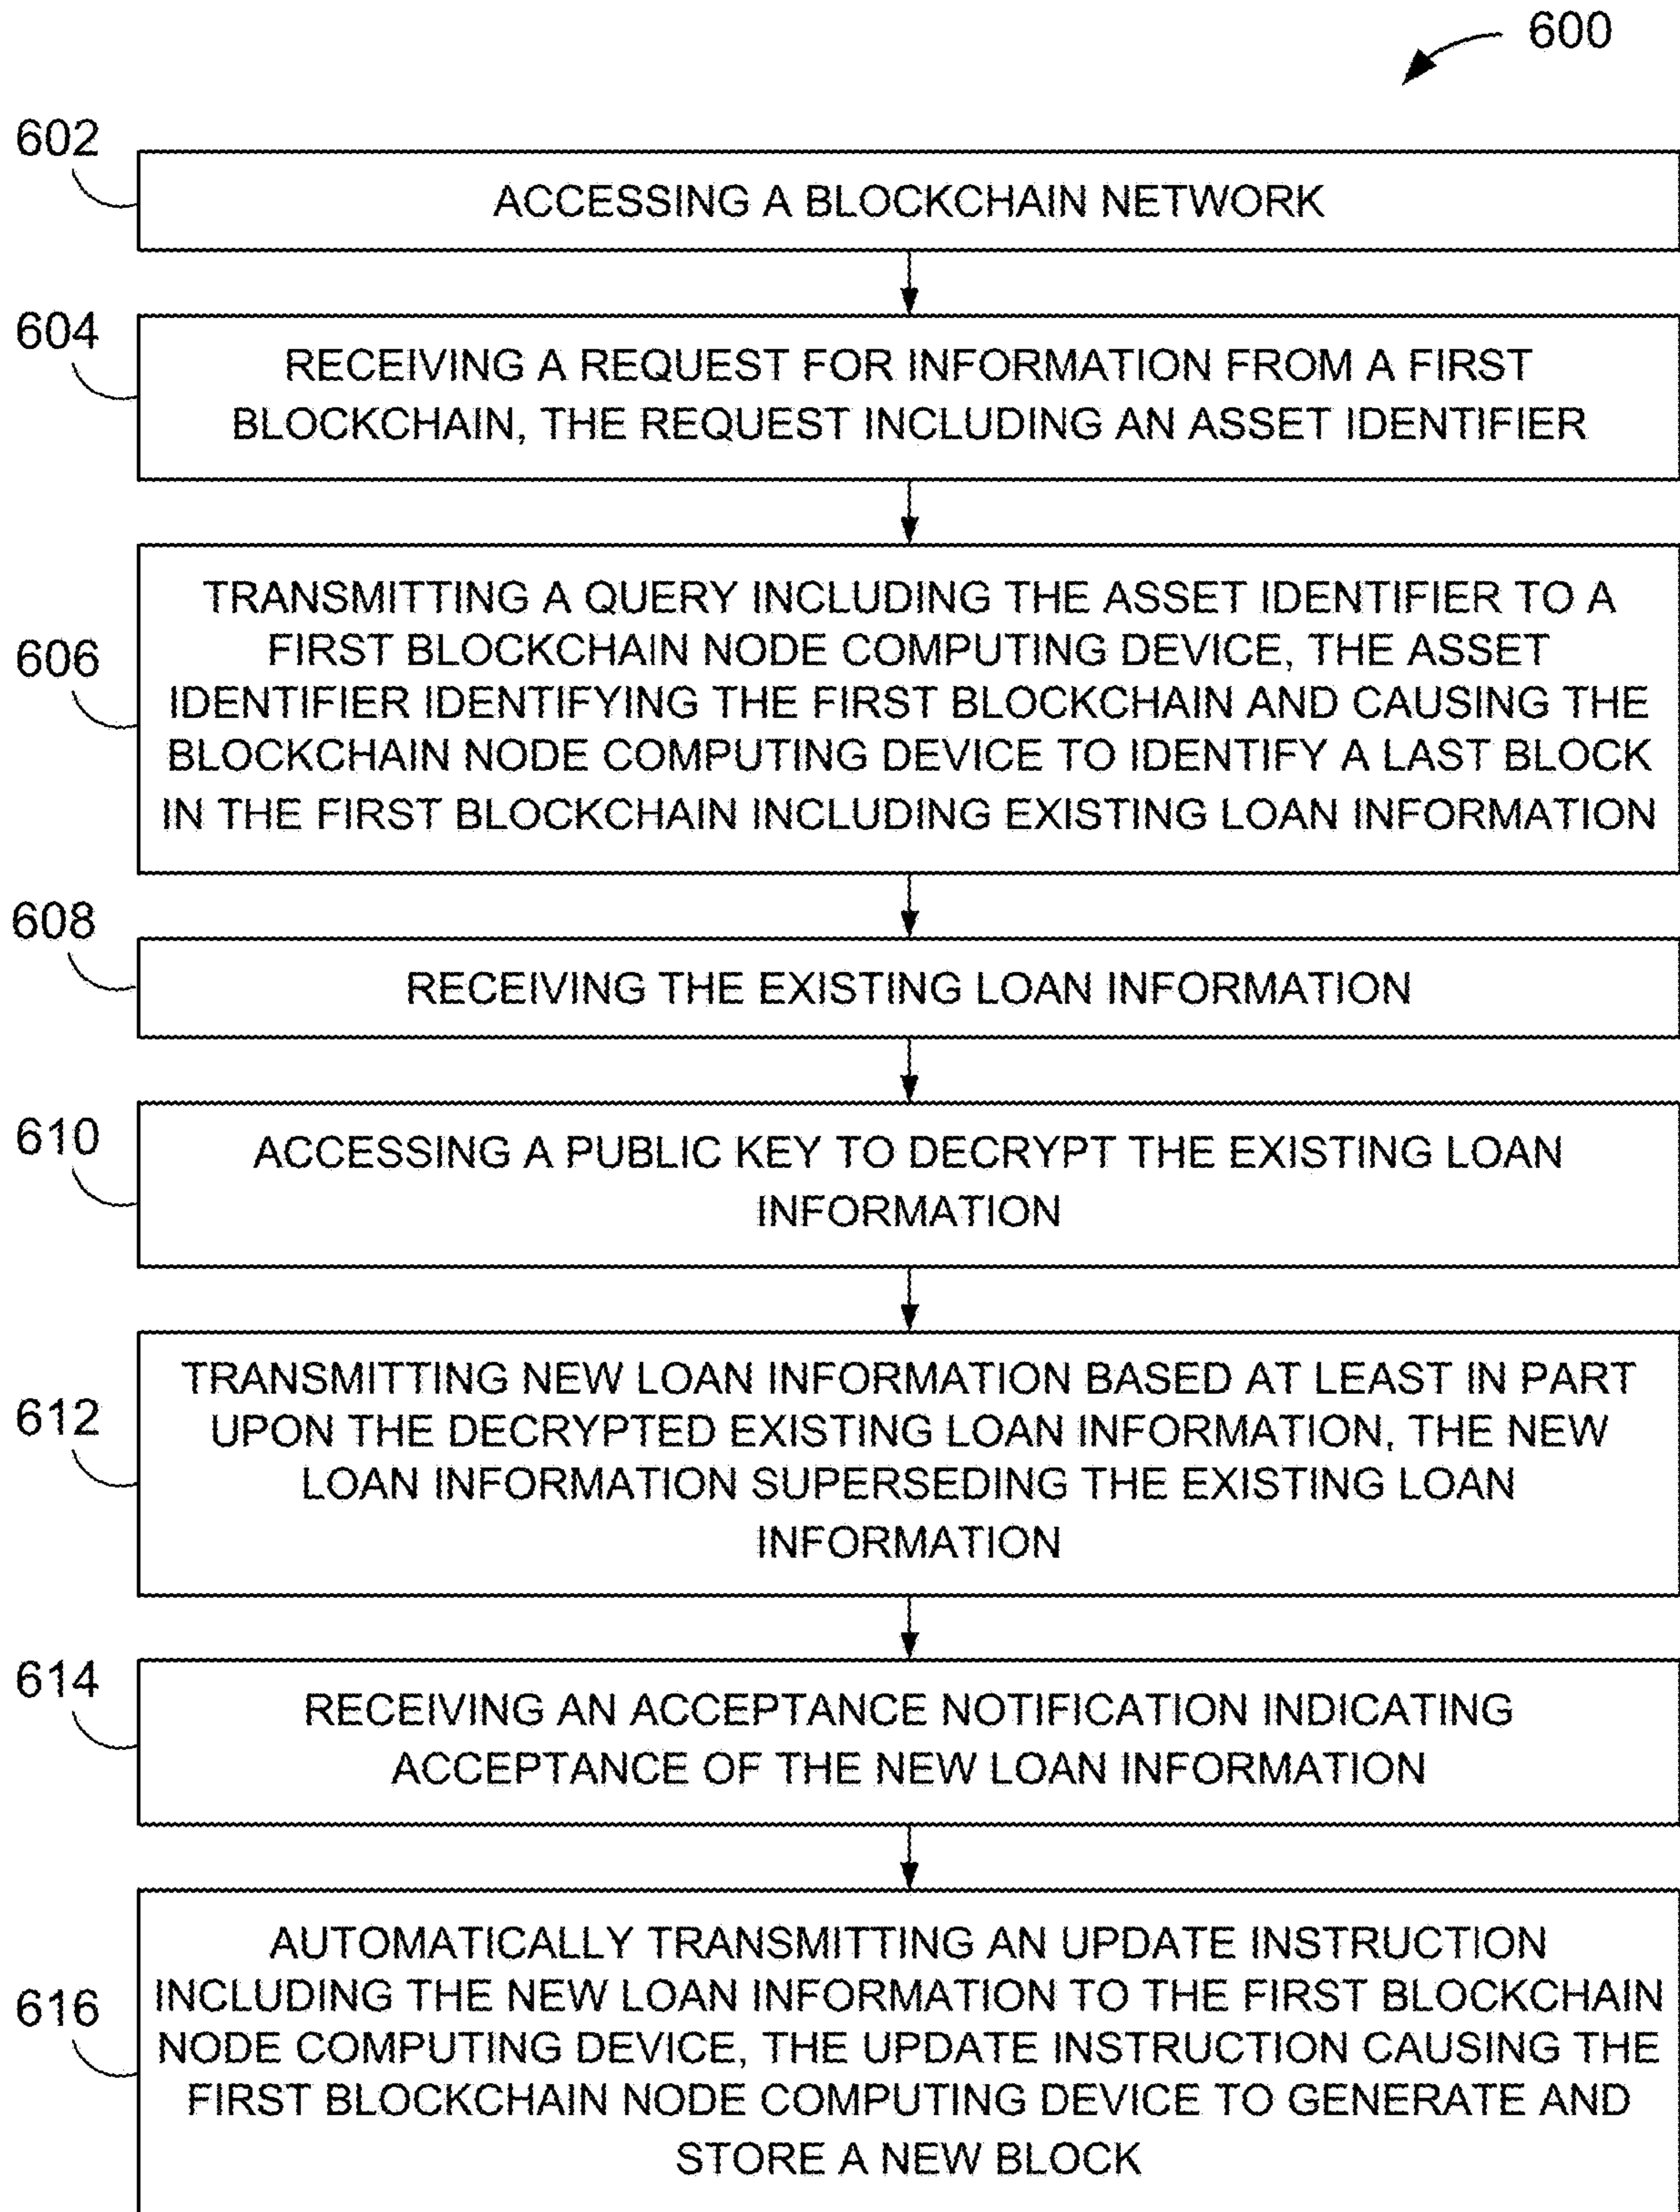 600
602
ACCESSING A BLOCKCHAIN NETWORK
604
RECEIVING A REQUEST FOR INFORMATION FROM A FIRST
BLOCKCHAIN, THE REQUEST INCLUDING AN ASSET IDENTIFIER
606
TRANSMITTING A QUERY INCLUDING THE ASSET IDENTIFIER TO A
FIRST BLOCKCHAIN NODE COMPUTING DEVICE, THE ASSET
IDENTIFIER IDENTIFYING THE FIRST BLOCKCHAIN AND CAUSING THE
BLOCKCHAIN NODE COMPUTING DEVICE TO IDENTIFY A LAST BLOCK
IN THE FIRST BLOCKCHAIN INCLUDING EXISTING LOAN INFORMATION
608
RECEIVING THE EXISTING LOAN INFORMATION
610
ACCESSING A PUBLIC KEY TO DECRYPT THE EXISTING LOAN
INFORMATION
612
TRANSMITTING NEW LOAN INFORMATION BASED AT LEAST IN PART
UPON THE DECRYPTED EXISTING LOAN INFORMATION, THE NEW
LOAN INFORMATION SUPERSEDING THE EXISTING LOAN
INFORMATION
614
RECEIVING AN ACCEPTANCE NOTIFICATION INDICATING
ACCEPTANCE OF THE NEW LOAN INFORMATION
616
AUTOMATICALLY TRANSMITTING AN UPDATE INSTRUCTION
INCLUDING THE NEW LOAN INFORMATION TO THE FIRST BLOCKCHAIN
NODE COMPUTING DEVICE, THE UPDATE INSTRUCTION CAUSING THE
FIRST BLOCKCHAIN NODE COMPUTING DEVICE TO GENERATE AND
STORE A NEW BLOCK